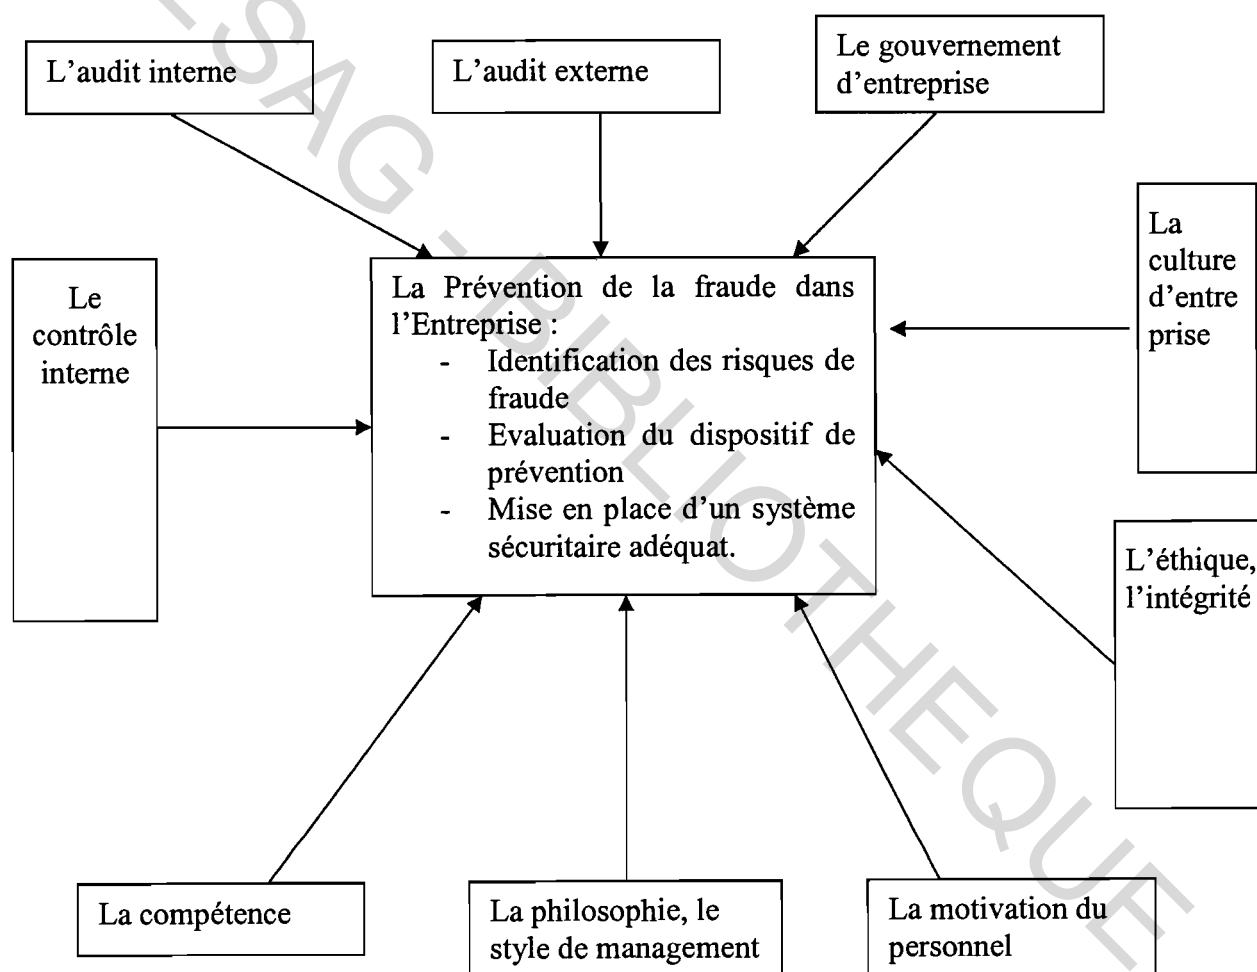 L'audit interne
L'audit externe
Le gouvernement
d'entreprise
La
culture
d'entre
prise
Le
contrôle
interne
La Prévention de la fraude dans
l'Entreprise :
- Identification des risques de
fraude
- Evaluation du dispositif de
prévention
- Mise en place d'un système
sécuritaire adéquat.
L'éthique,
l'intégrité
La compétence
La philosophie, le
style de management
La motivation du
personnel
SAG - BIBLIOTHEQUE